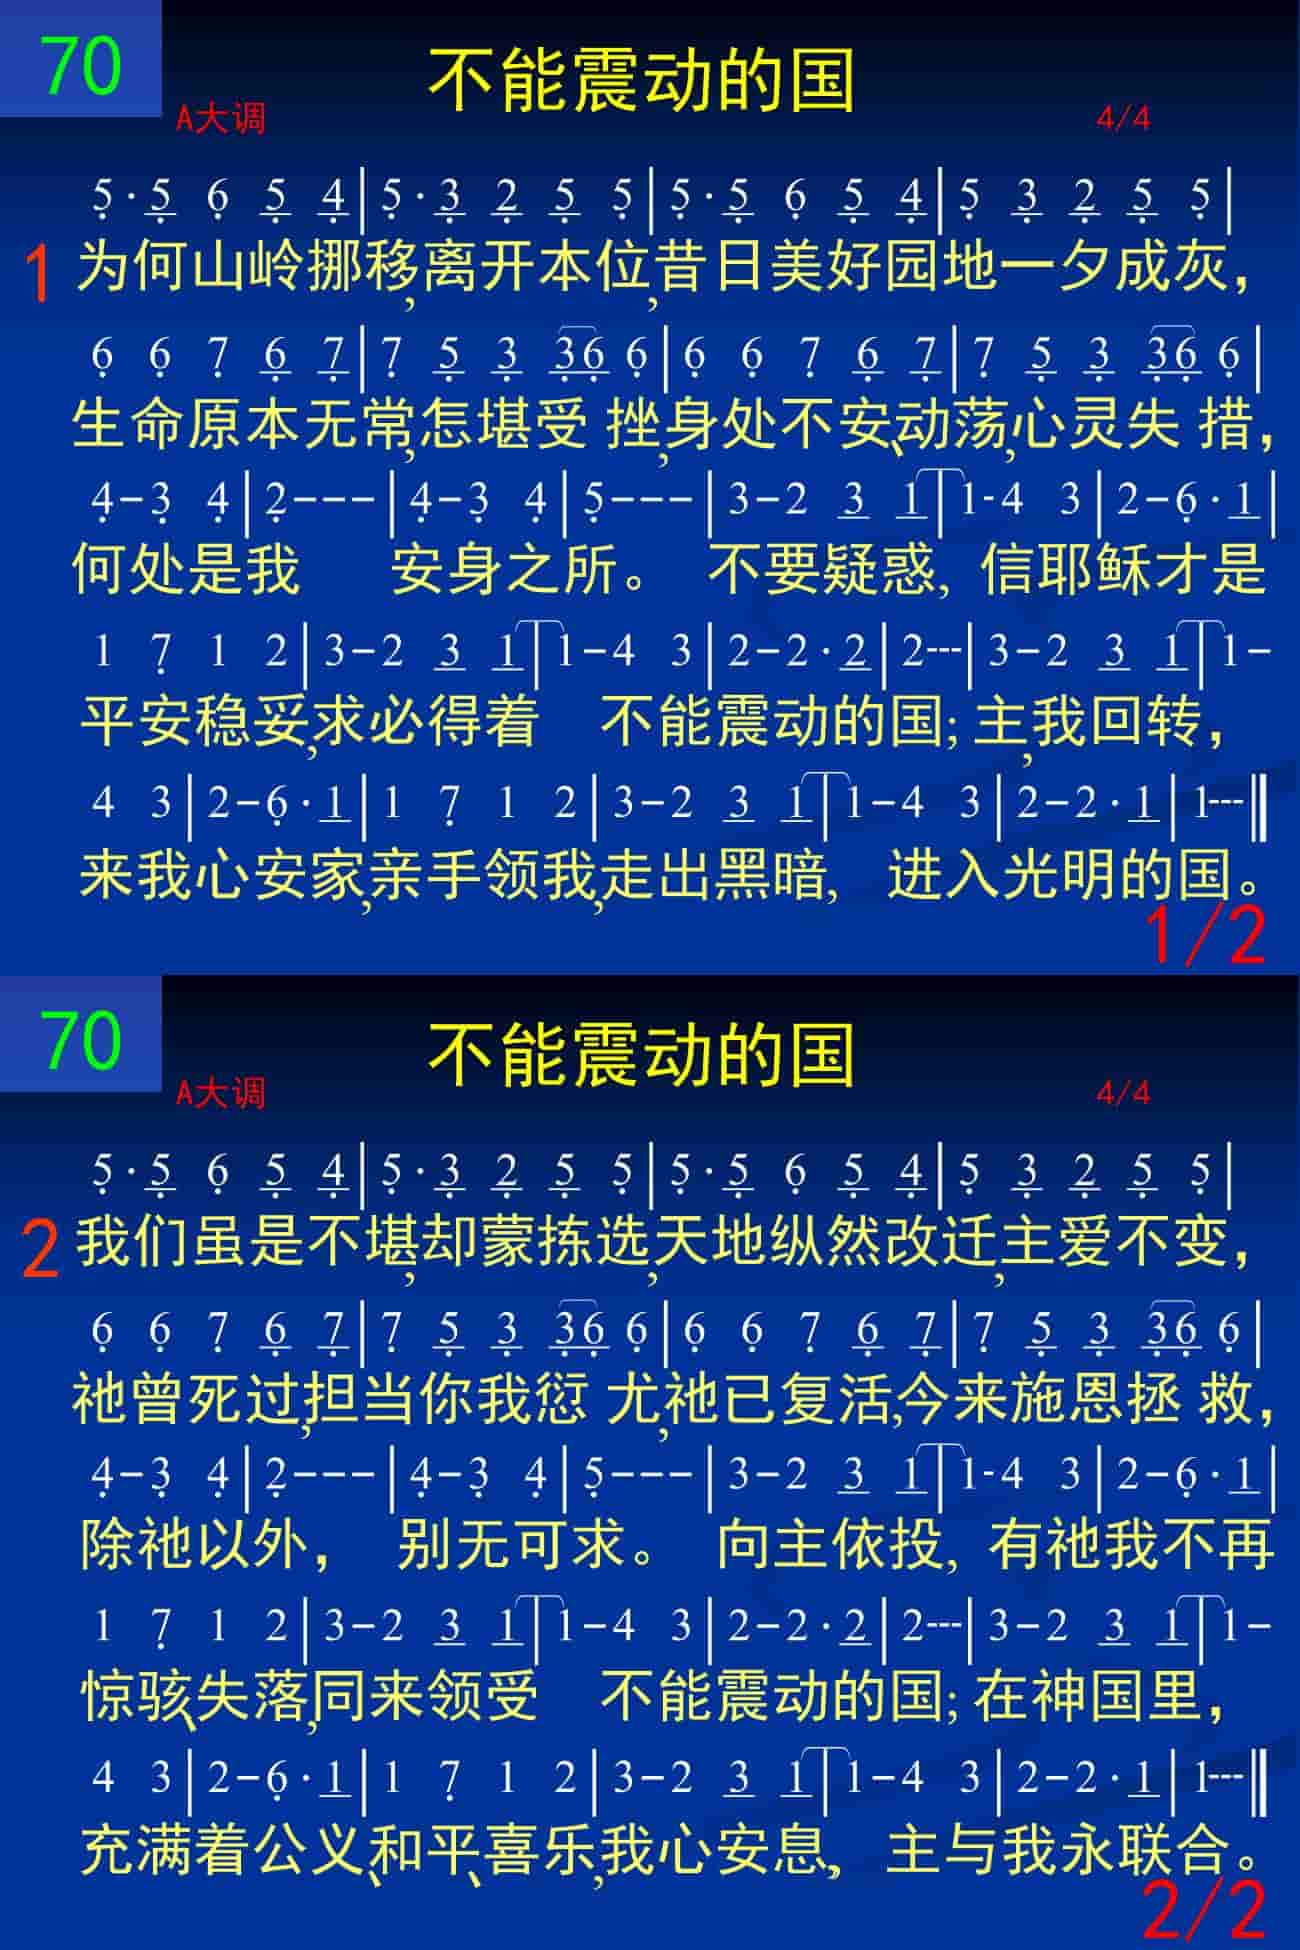 70
不能震动的国
A大调 4/4
5·5 6 5 4|5·3 2 5 5|5·5 6 5 4|5 3 2 5 5|
1 为何山岭挪移,离开本位,昔日美好园地一夕成灰,
6 6 7 6 7|7 5 3 36 6|6 6 7 6 7|7 5 3 36 6|
生命原本无常,怎堪受 挫,身处不安、动荡,心灵失 措,
4-3 4|2---|4-3 4|5---|3-2 3 1|1-4 3|2-6·1|
何处是我 安身之所。 不要疑惑, 信耶稣才是
1 7 1 2|3-2 3 1|1-4 3|2-2·2|2---|3-2 3 1|1-
平安稳妥,求必得着 不能震动的国; 主,我回转,
4 3|2-6·1|1 7 1 2|3-2 3 1|1-4 3|2-2·1|1---‖
来我心安家,亲手领我,走出黑暗, 进入光明的国。
1/2
70
不能震动的国
A大调 4/4
5·5 6 5 4|5·3 2 5 5|5·5 6 5 4|5 3 2 5 5|
2 我们虽是不堪,却蒙拣选,天地纵然改迁,主爱不变,
6 6 7 6 7|7 5 3 36 6|6 6 7 6 7|7 5 3 36 6|
祂曾死过,担当你我愆 尤,祂已复活,今来施恩拯 救,
4-3 4|2---|4-3 4|5---|3-2 3 1|1-4 3|2-6·1|
除祂以外, 别无可求。 向主依投, 有祂我不再
1 7 1 2|3-2 3 1|1-4 3|2-2·2|2---|3-2 3 1|1-
惊骇、失落,同来领受 不能震动的国; 在神国里,
4 3|2-6·1|1 7 1 2|3-2 3 1|1-4 3|2-2·1|1---‖
充满着公义、和平、喜乐,我心安息, 主与我永联合。
2/2